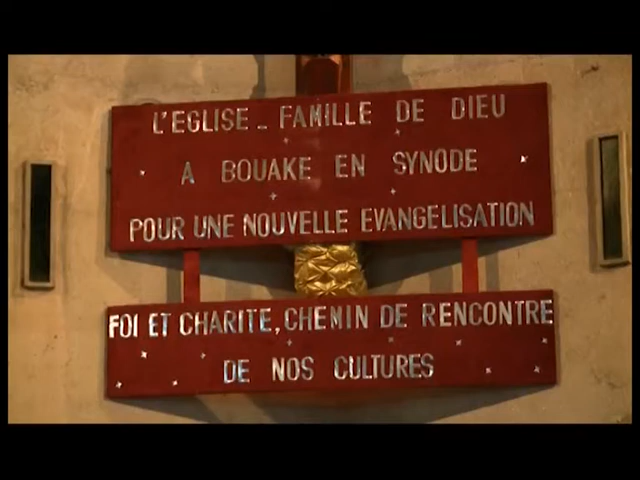 L'EGLISE - FAMILLE DE DIEU
A BOUAKE EN SYNODE
POUR UNE NOUVELLE EVANGELISATION
FOI ET CHARITE, CHEMIN DE RENCONTRE
DE NOS CULTURES